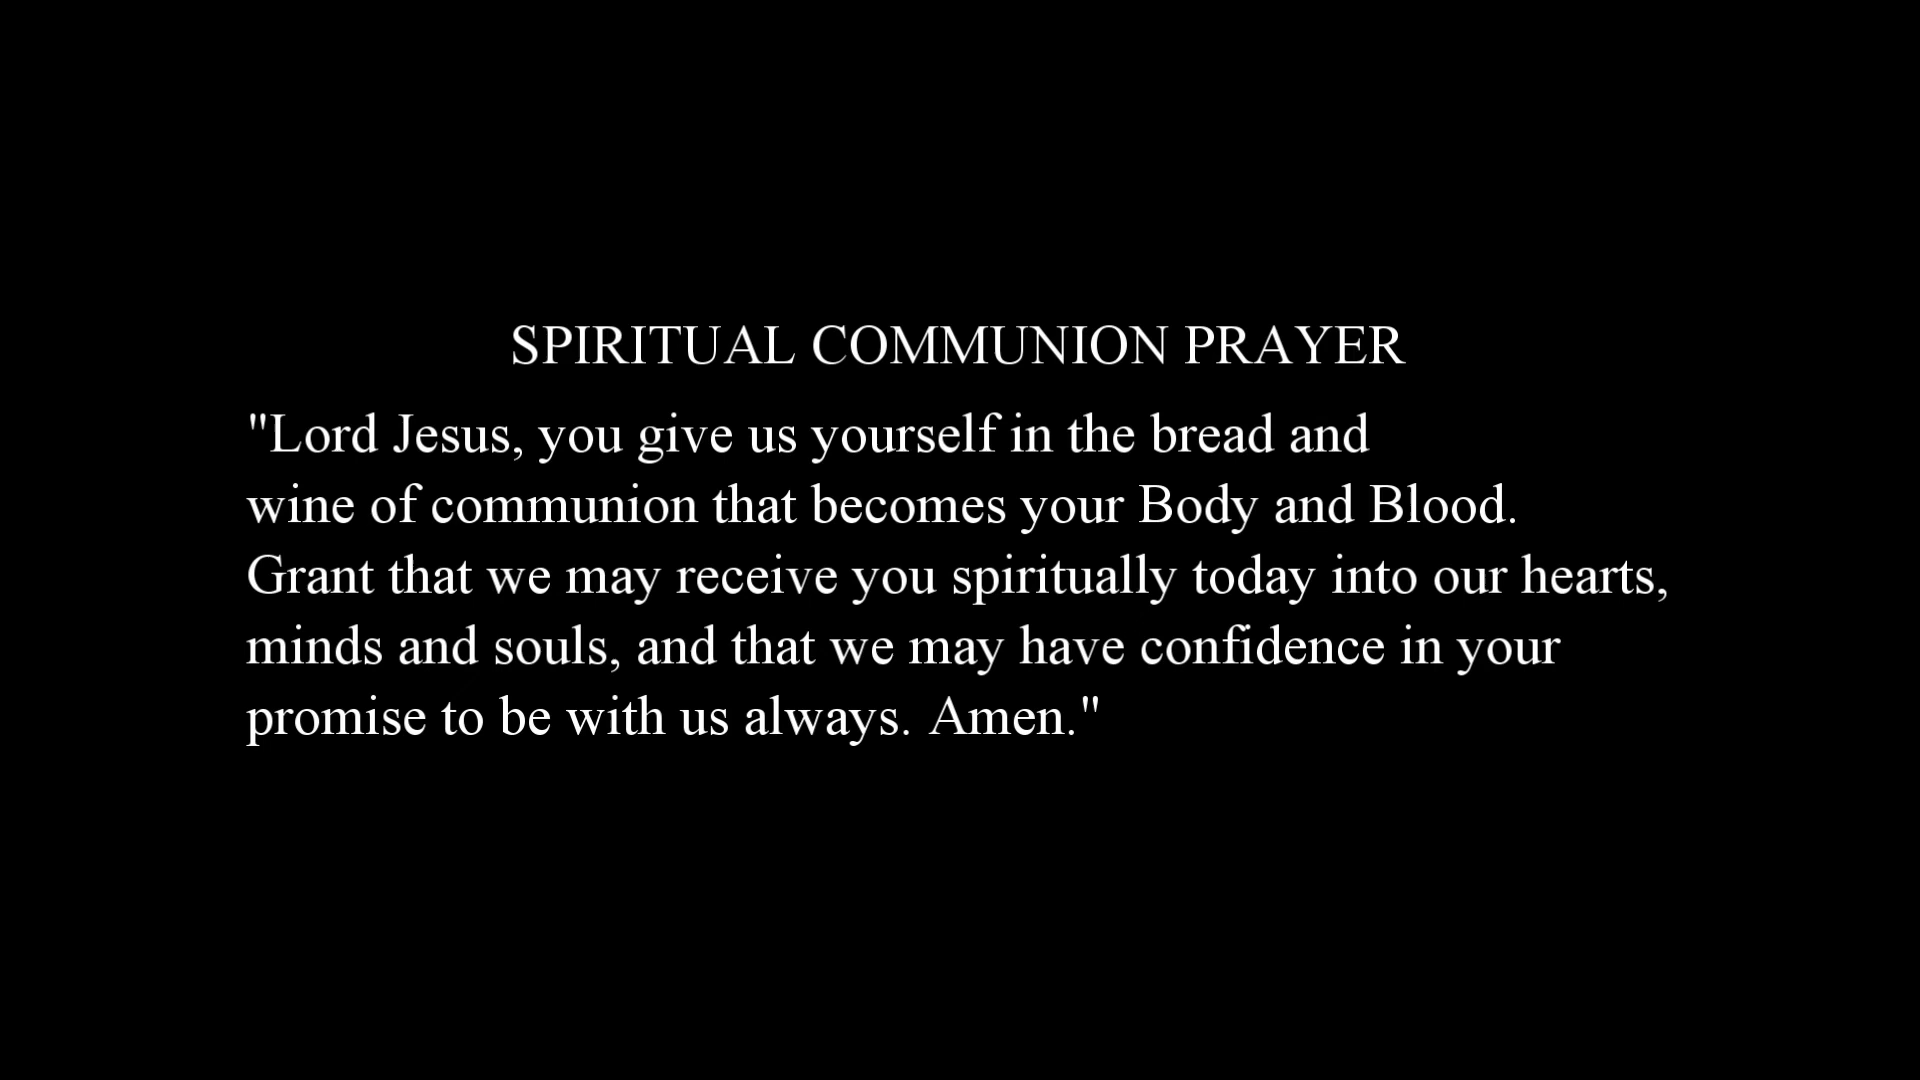 SPIRITUAL COMMUNION PRAYER
"Lord Jesus, you give us yourself in the bread and
wine of communion that becomes your Body and Blood.
Grant that we may receive you spiritually today into our hearts,
minds and souls, and that we may have confidence in your
promise to be with us always. Amen."